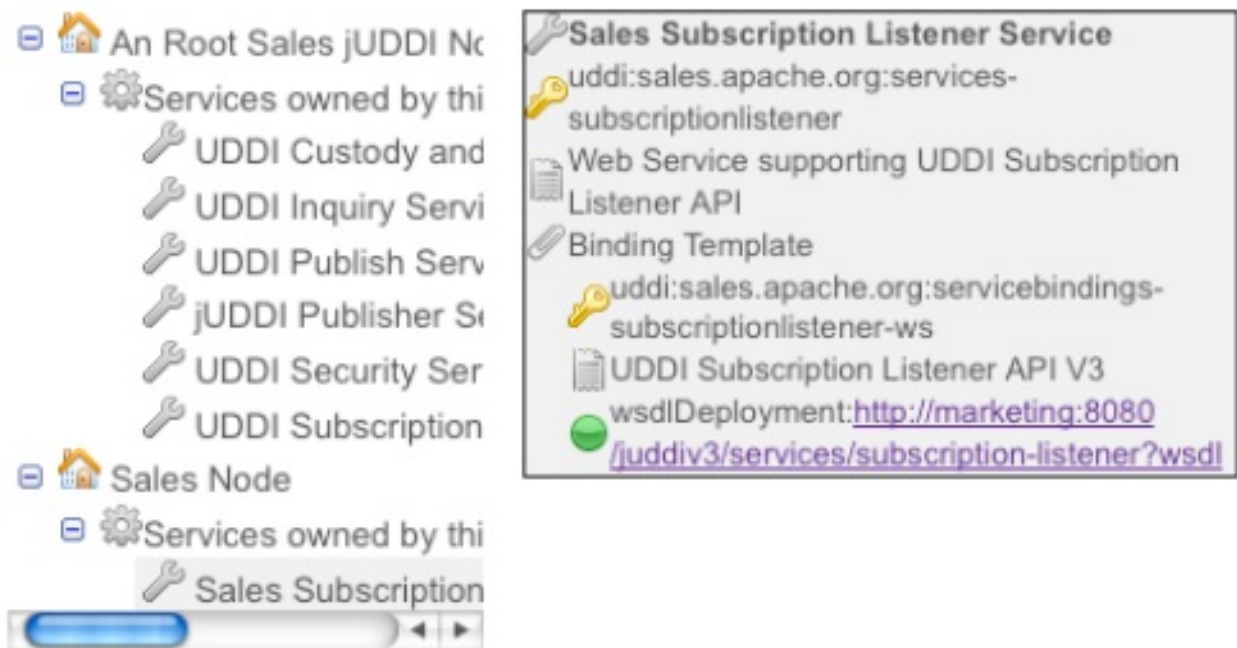 An Root Sales jUDDI
Services owned by thi
UDDI Custody and
UDDI Inquiry Servi
UDDI Publish Serv
jUDDI Publisher
UDDI Security Ser
UDDI Subscription
Sales Node
Services owned by thi
Sales Subscription
Sales Subscription Listener Service
uddi:sales.apache.org:services-
subscriptionlistener
Web Service supporting UDDI Subscription
Listener API
Binding Template
uddi:sales.apache.org:servicebindings-
subscriptionlistener-ws
UDDI Subscription Listener API V3
wsdlDeployment:http://marketing:8080
/juddiv3/services/subscription-listener?wsdl